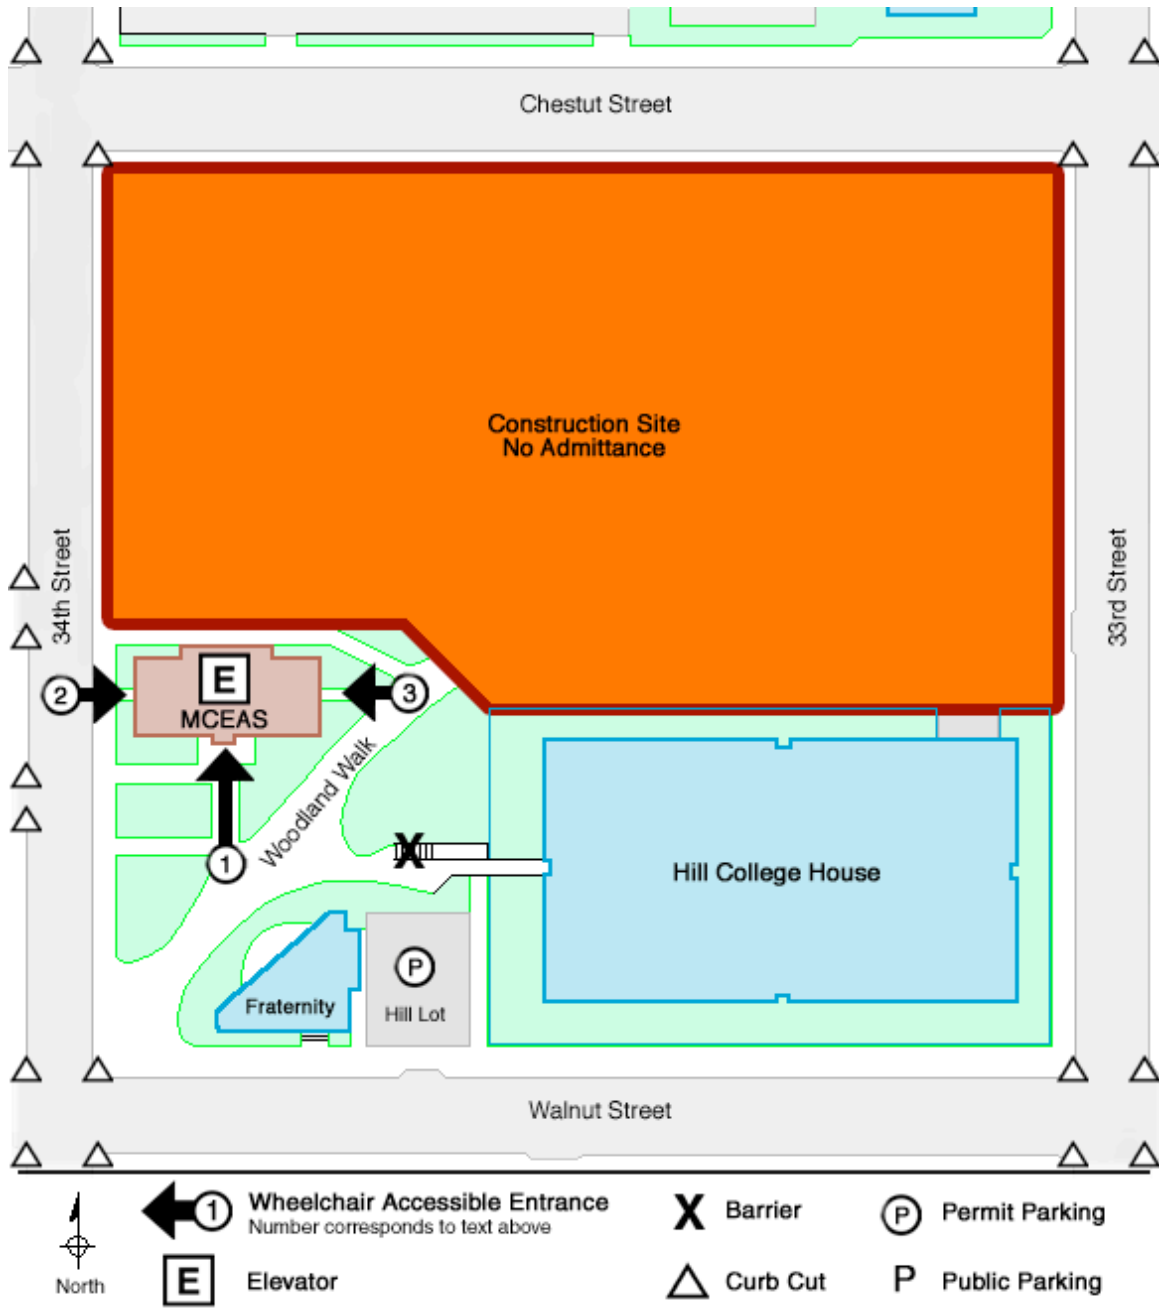 Chestut Street
Construction Site
No Admittance
34th Street
33rd Street
E
MCEAS
2
3
1
Woodland Walk
X
Hill College House
P
Hill Lot
Fraternity
Walnut Street
1
Wheelchair Accessible Entrance
Number corresponds to text above
X
Barrier
P
Permit Parking
North
E
Elevator
Curb Cut
P
Public Parking